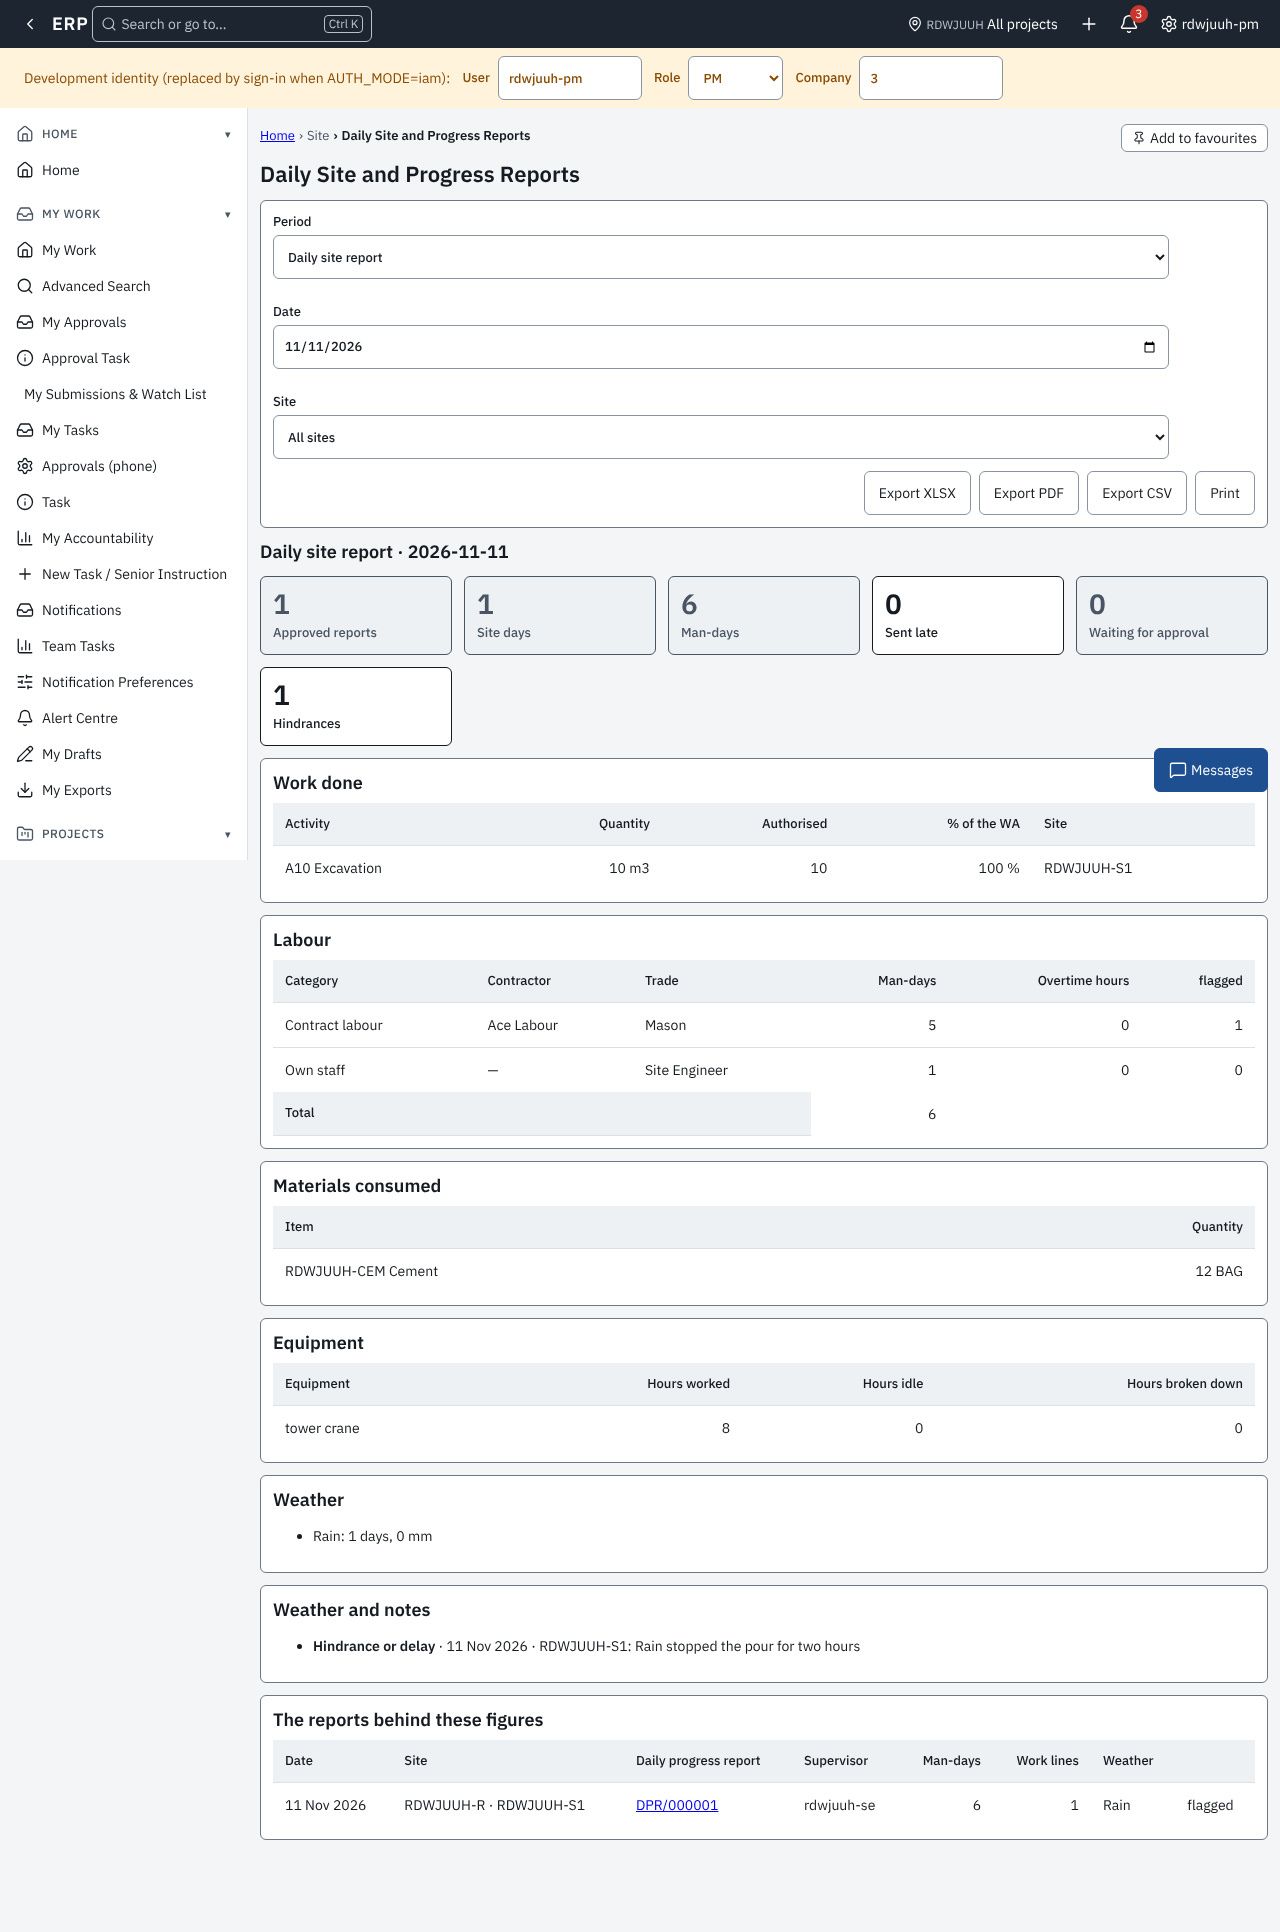 ERP
Search or go to...
Ctrl K
RDWJUUH All projects
3
rdwjuuh-pm
Development identity (replaced by sign-in when AUTH_MODE=iam):
User
rdwjuuh-pm
Role
PM
Company
3
HOME
Home
MY WORK
My Work
Advanced Search
My Approvals
Approval Task
My Submissions & Watch List
My Tasks
Approvals (phone)
Task
My Accountability
New Task / Senior Instruction
Notifications
Team Tasks
Notification Preferences
Alert Centre
My Drafts
My Exports
PROJECTS
Home › Site › Daily Site and Progress Reports
Add to favourites
Daily Site and Progress Reports
Period
Daily site report
Date
11/11/2026
Site
All sites
Export XLSX
Export PDF
Export CSV
Print
Daily site report · 2026-11-11
1
Approved reports
1
Site days
6
Man-days
0
Sent late
0
Waiting for approval
1
Hindrances
Messages
Work done
Activity Quantity Authorised % of the WA Site
A10 Excavation 10 m3 10 100 % RDWJUUH-S1
Labour
Category Contractor Trade Man-days Overtime hours flagged
Contract labour Ace Labour Mason 5 0 1
Own staff — Site Engineer 1 0 0
Total 6
Materials consumed
Item Quantity
RDWJUUH-CEM Cement 12 BAG
Equipment
Equipment Hours worked Hours idle Hours broken down
tower crane 8 0 0
Weather
• Rain: 1 days, 0 mm
Weather and notes
• Hindrance or delay · 11 Nov 2026 · RDWJUUH-S1: Rain stopped the pour for two hours
The reports behind these figures
Date Site Daily progress report Supervisor Man-days Work lines Weather
11 Nov 2026 RDWJUUH-R · RDWJUUH-S1 DPR/000001 rdwjuuh-se 6 1 Rain flagged